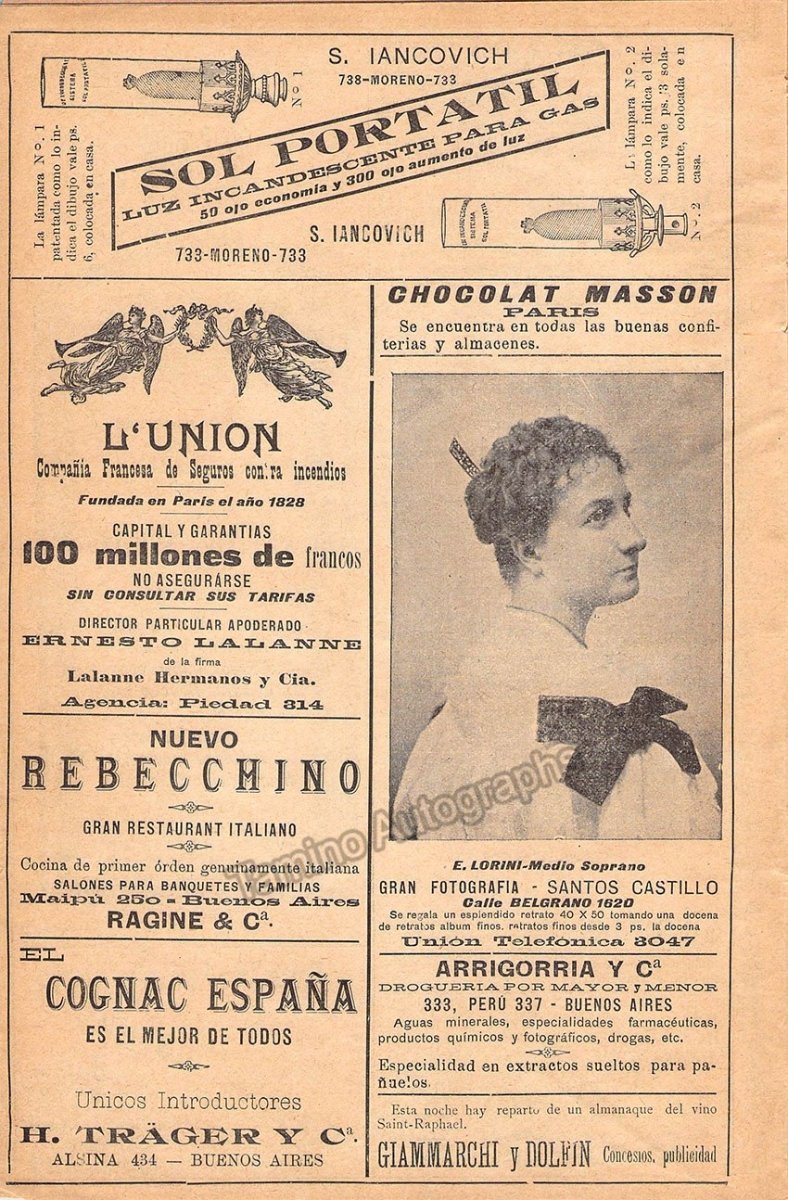 S. IANCOVICH
738-MORENO-733
Nº 1
La lámpara Nº. 1
patentada como lo in-
dica el dibujo vale ps.
6, colocada en casa.
SOL PORTATIL
LUZ INCANDESCENTE PARA GAS
50 o|o economía y 300 o|o aumento de luz
La lámpara Nº. 2
como lo indica el di-
bujo vale ps. '3 sola-
mente, colocada en
casa.
SISTEMA
SOL PORTATIL
Nº. 2
S. IANCOVICH
733-MORENO-733
L'UNION
Compañia Francesa de Seguros contra incendios
Fundada en Paris el año 1828
CAPITAL Y GARANTIAS
100 millones de francos
NO ASEGURÁRSE
SIN CONSULTAR SUS TARIFAS
DIRECTOR PARTICULAR APODERADO
ERNESTO LALANNE
de la firma
Lalanne Hermanos y Cia.
Agencia: Piedad 314
NUEVO
REBECCHINO
GRAN RESTAURANT ITALIANO
Cocina de primer órden genuinamente italiana
SALONES PARA BANQUETES Y FAMILIAS
Maipú 250 - Buenos Aires
RAGINE & Cª.
EL
COGNAC ESPAÑA
ES EL MEJOR DE TODOS
Unicos Introductores
H. TRÄGER Y Cª.
ALSINA 434 — BUENOS AIRES
CHOCOLAT MASSON
PARIS
Se encuentra en todas las buenas confi-
terias y almacenes.
Tamino Autographs
E. LORINI-Medio Soprano
GRAN FOTOGRAFIA - SANTOS CASTILLO
Calle BELGRANO 1620
Se regala un esplendido retrato 40 X 50 tomando una docena
de retratos album finos. retratos finos desde 3 ps. la docena
Unión Telefónica 3047
ARRIGORRIA Y Cª
DROGUERIA POR MAYOR y MENOR
333, PERÚ 337 - BUENOS AIRES
Aguas minerales, especialidades farmacéuticas,
productos químicos y fotográficos, drogas, etc.
Especialidad en extractos sueltos para pa-
ñuelos.
Esta noche hay reparto de un almanaque del vino
Saint-Raphael.
GIAMMARCHI y DOLFIN Concesios, publicidad